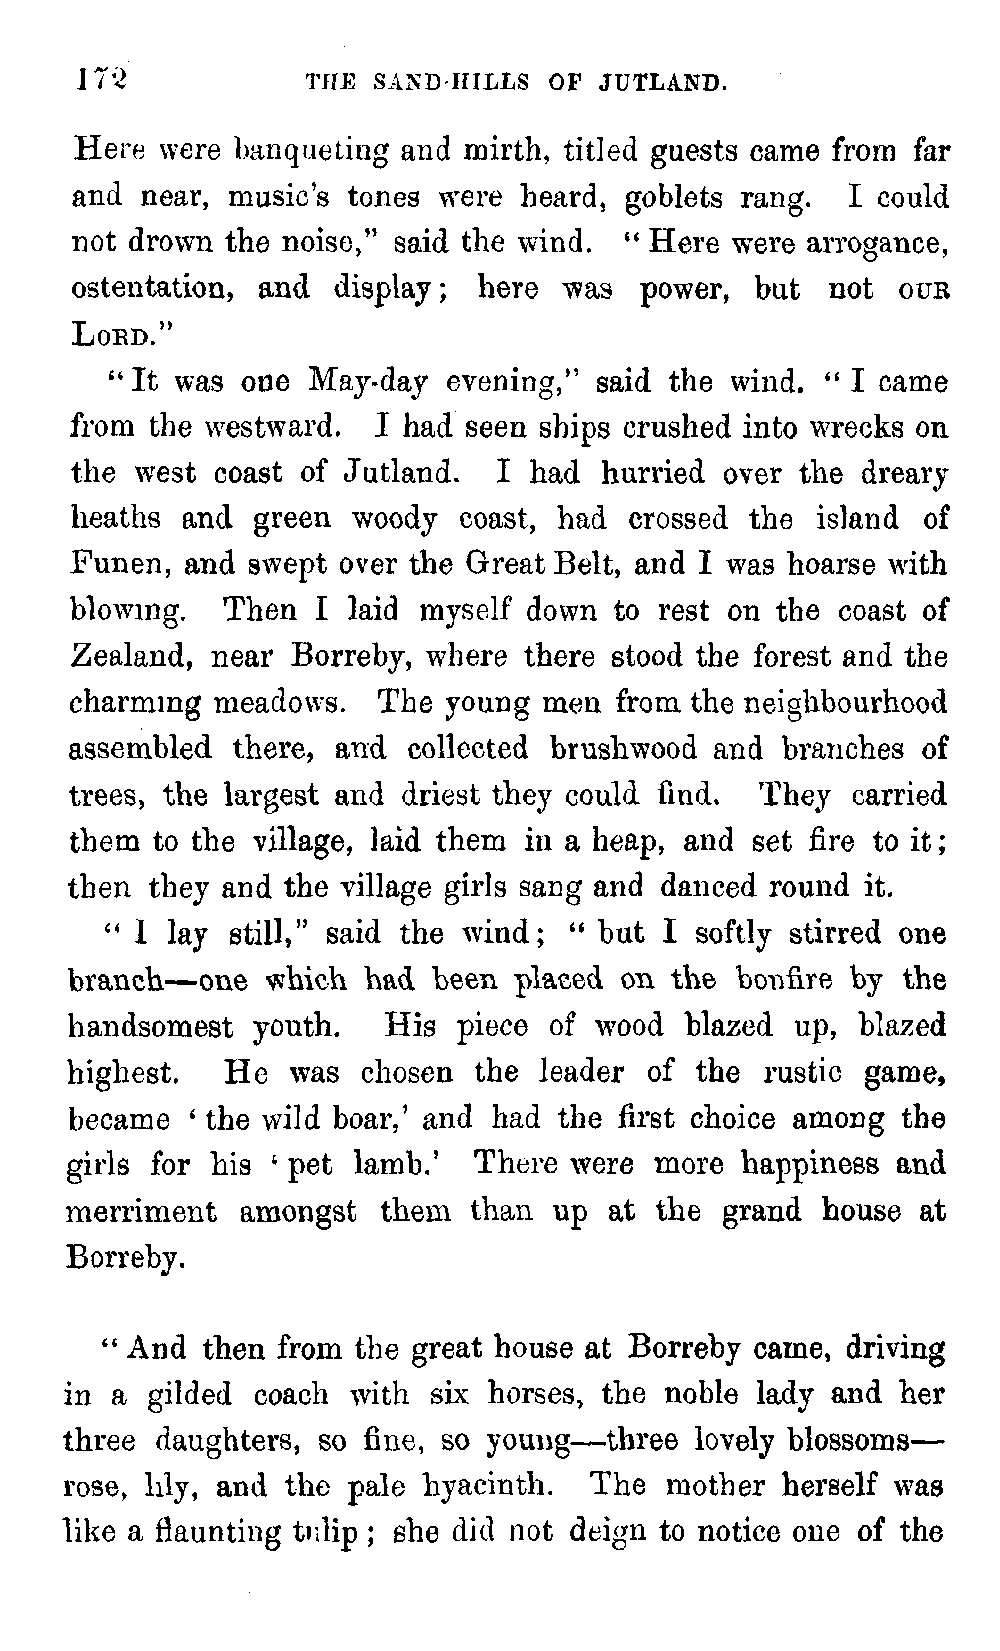 172 THE SAND-HILLS OF JUTLAND.
Here were banqueting and mirth, titled guests came from far
and near, music's tones were heard, goblets rang. I could
not drown the noise," said the wind. "Here were arrogance,
ostentation, and display; here was power, but not OUR
LORD."
"It was one May-day evening," said the wind. "I came
from the westward. I had seen ships crushed into wrecks on
the west coast of Jutland. I had hurried over the dreary
heaths and green woody coast, had crossed the island of
Funen, and swept over the Great Belt, and I was hoarse with
blowing. Then I laid myself down to rest on the coast of
Zealand, near Borreby, where there stood the forest and the
charming meadows. The young men from the neighbourhood
assembled there, and collected brushwood and branches of
trees, the largest and driest they could find. They carried
them to the village, laid them in a heap, and set fire to it;
then they and the village girls sang and danced round it.
"I lay still," said the wind; "but I softly stirred one
branch—one which had been placed on the bonfire by the
handsomest youth. His piece of wood blazed up, blazed
highest. He was chosen the leader of the rustic game,
became 'the wild boar,' and had the first choice among the
girls for his 'pet lamb.' There were more happiness and
merriment amongst them than up at the grand house at
Borreby.
"And then from the great house at Borreby came, driving
in a gilded coach with six horses, the noble lady and her
three daughters, so fine, so young—three lovely blossoms—
rose, lily, and the pale hyacinth. The mother herself was
like a flaunting tulip; she did not deign to notice one of the